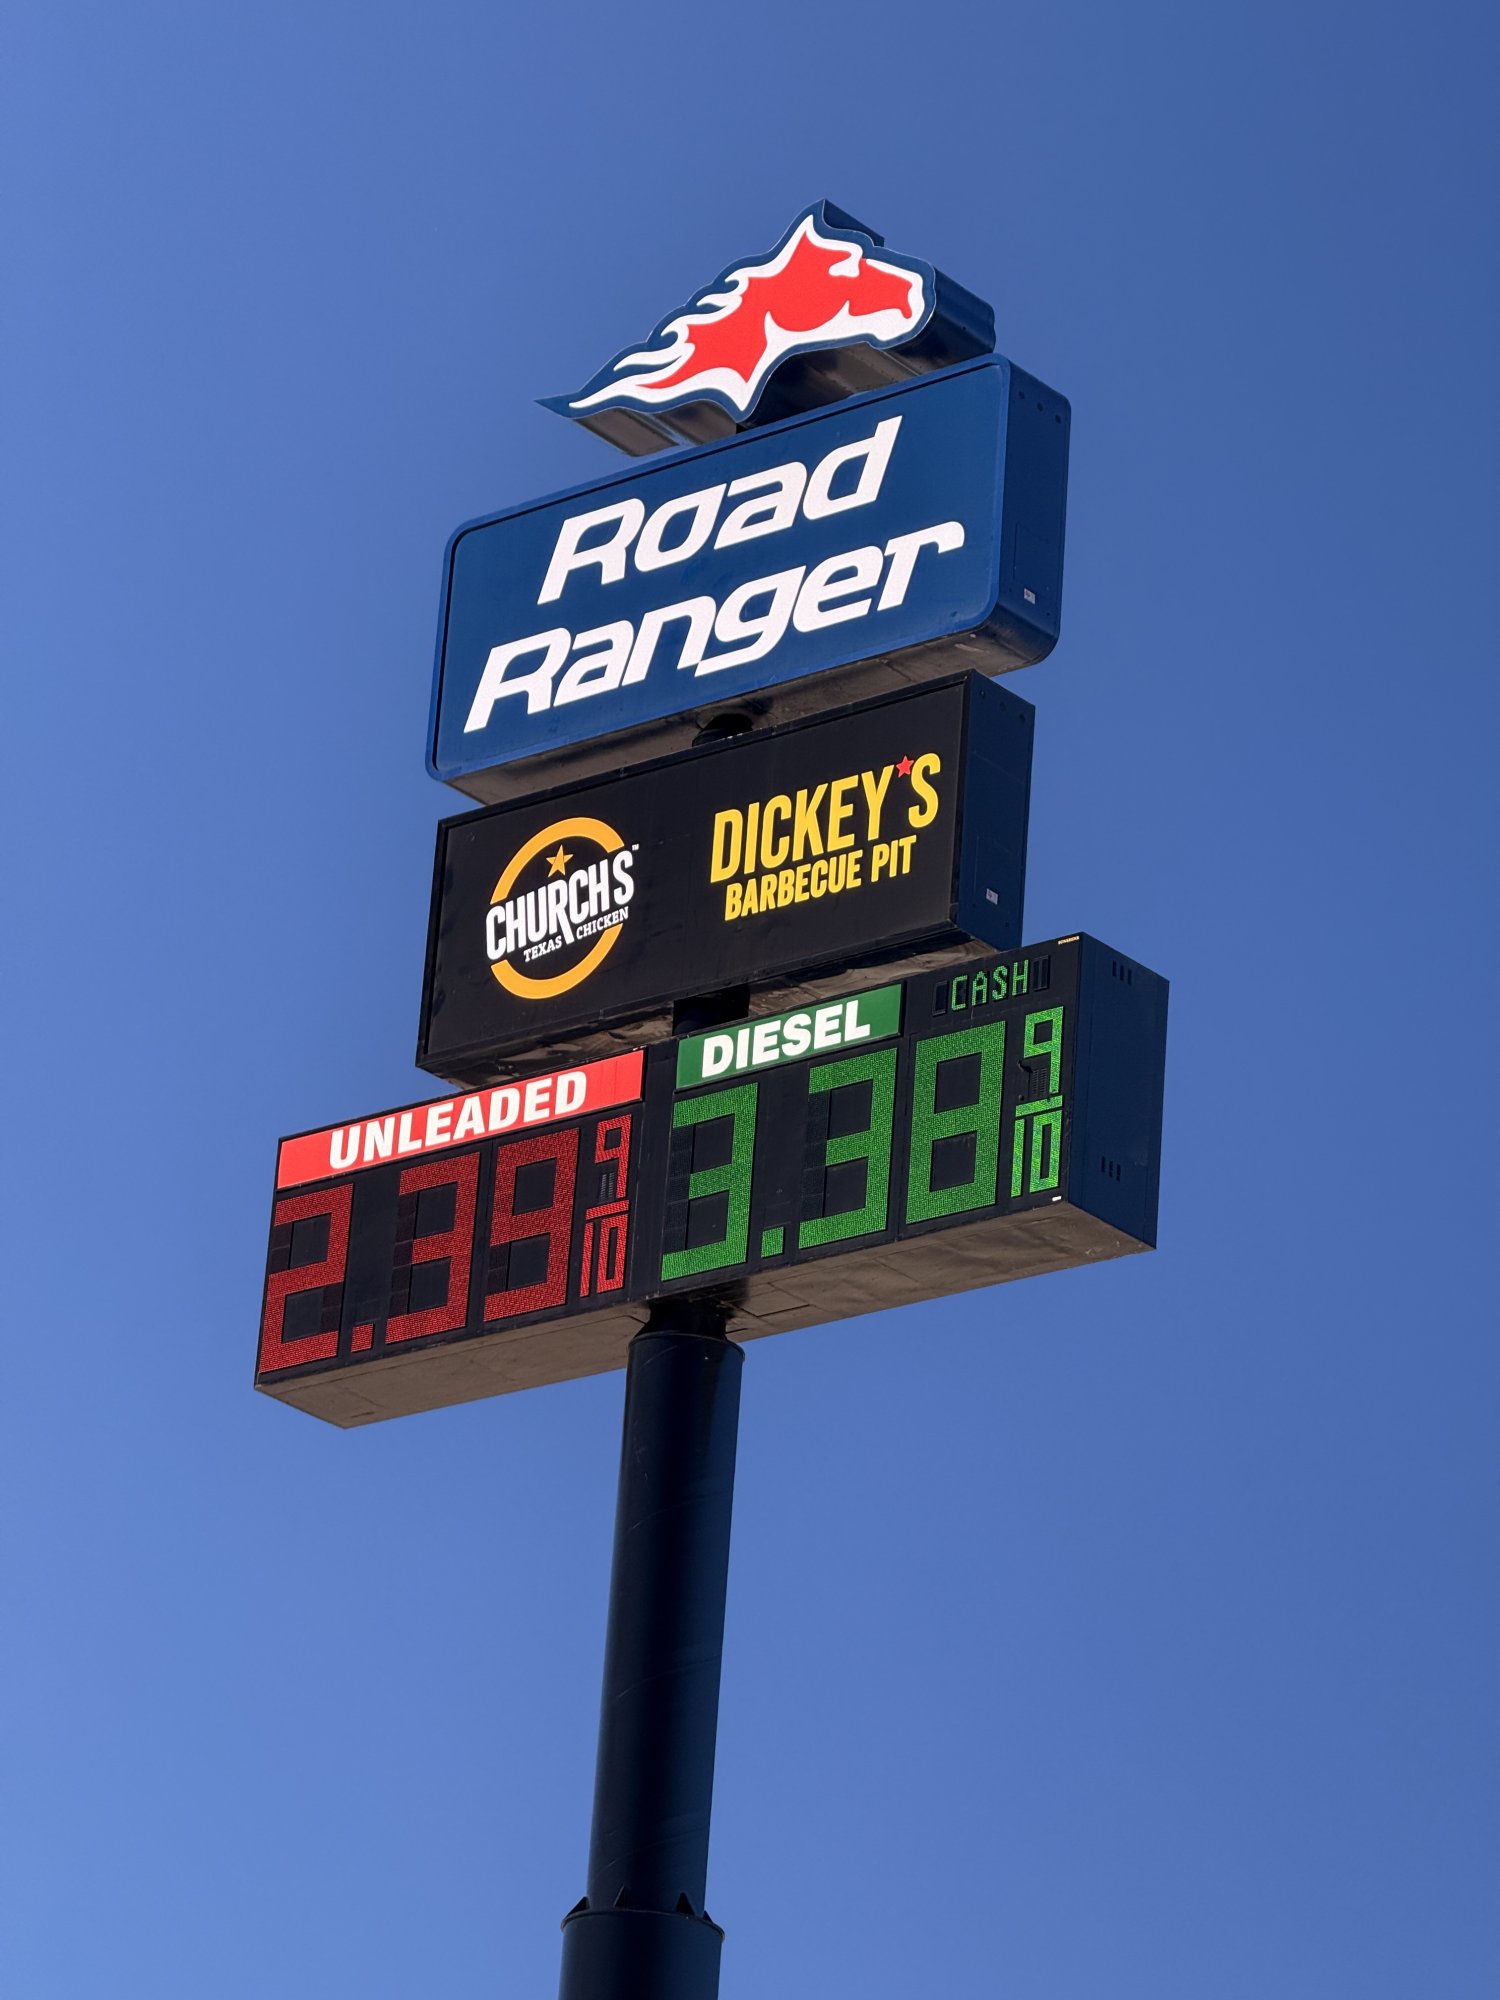 Road
Ranger
CHURCH'S™
TEXAS CHICKEN
DICKEY'S
BARBECUE PIT
UNLEADED
2.39 9/10
DIESEL
CASH
3.38 9/10